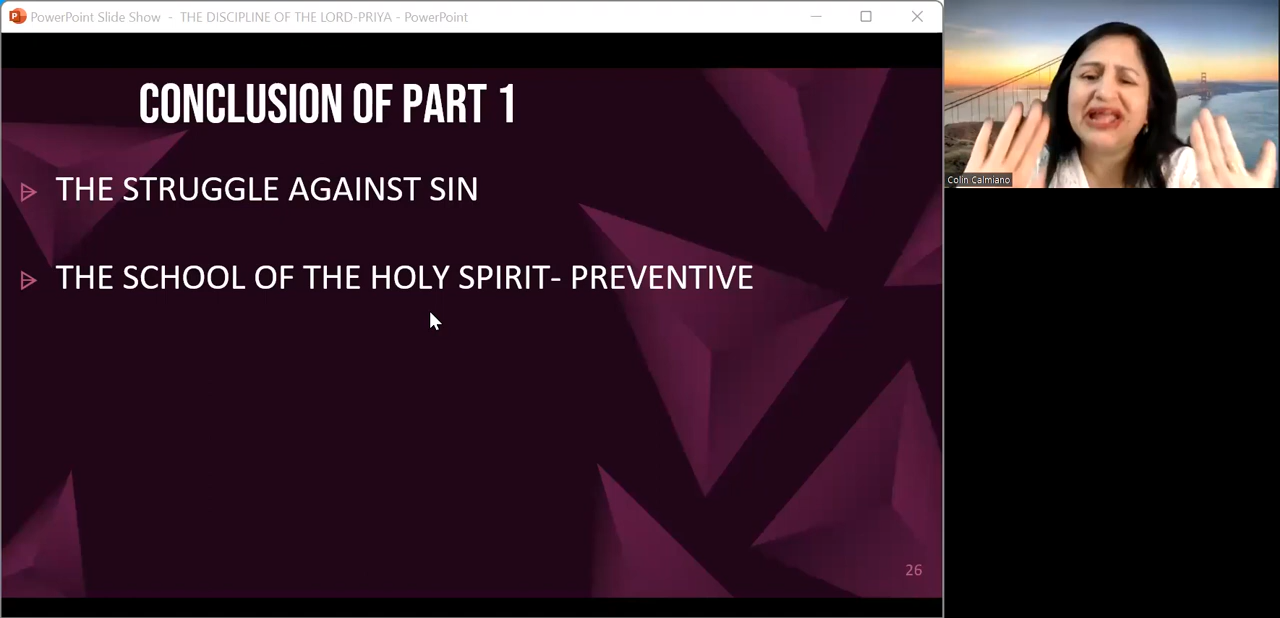 PowerPoint Slide Show - THE DISCIPLINE OF THE LORD-PRIYA - PowerPoint
CONCLUSION OF PART 1
THE STRUGGLE AGAINST SIN
THE SCHOOL OF THE HOLY SPIRIT- PREVENTIVE
26
Colin Calmiano